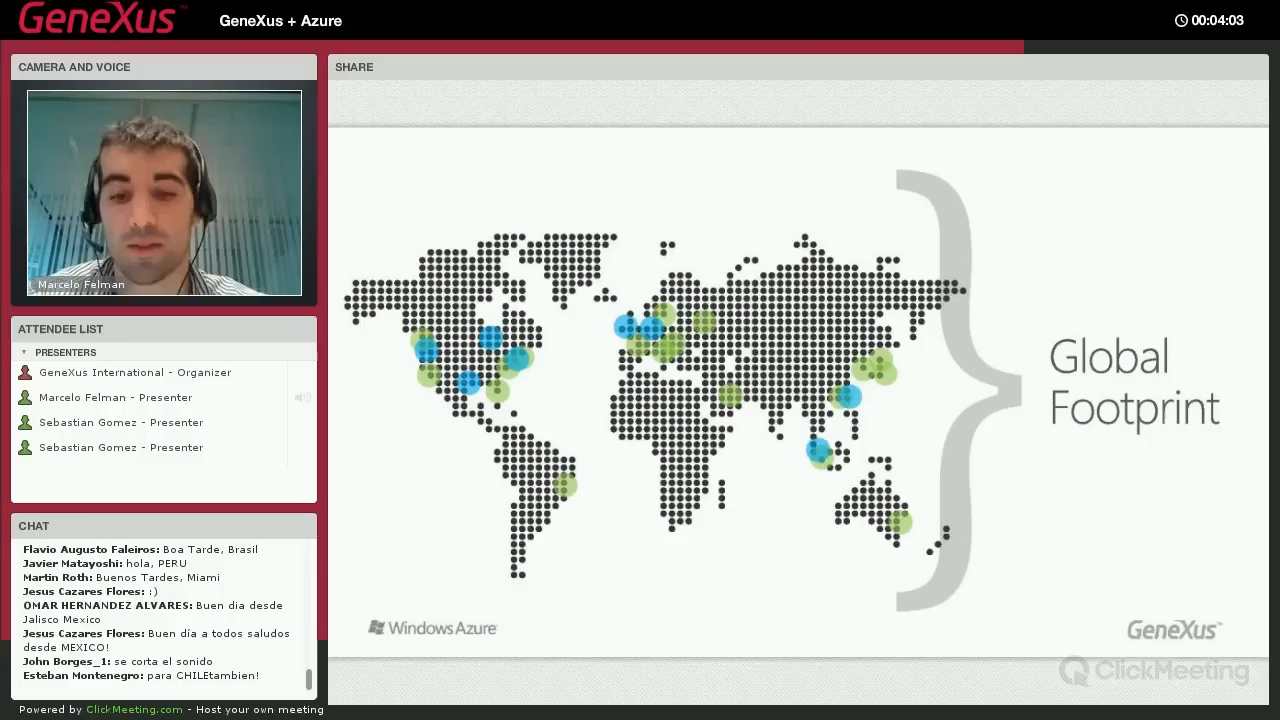 GeneXus™
GeneXus + Azure
00:04:03
CAMERA AND VOICE
Marcelo Felman
ATTENDEE LIST
PRESENTERS
GeneXus International - Organizer
Marcelo Felman - Presenter
Sebastian Gomez - Presenter
Sebastian Gomez - Presenter
CHAT
Flavio Augusto Faleiros: Boa Tarde, Brasil
Javier Matayoshi: hola, PERU
Martin Roth: Buenos Tardes, Miami
Jesus Cazares Flores: :)
OMAR HERNANDEZ ALVARES: Buen dia desde
Jalisco Mexico
Jesus Cazares Flores: Buen día a todos saludos
desde MEXICO!
John Borges_1: se corta el sonido
Esteban Montenegro: para CHILEtambien!
Powered by ClickMeeting.com - Host your own meeting
SHARE
Global
Footprint
Windows Azure
GeneXus™
ClickMeeting